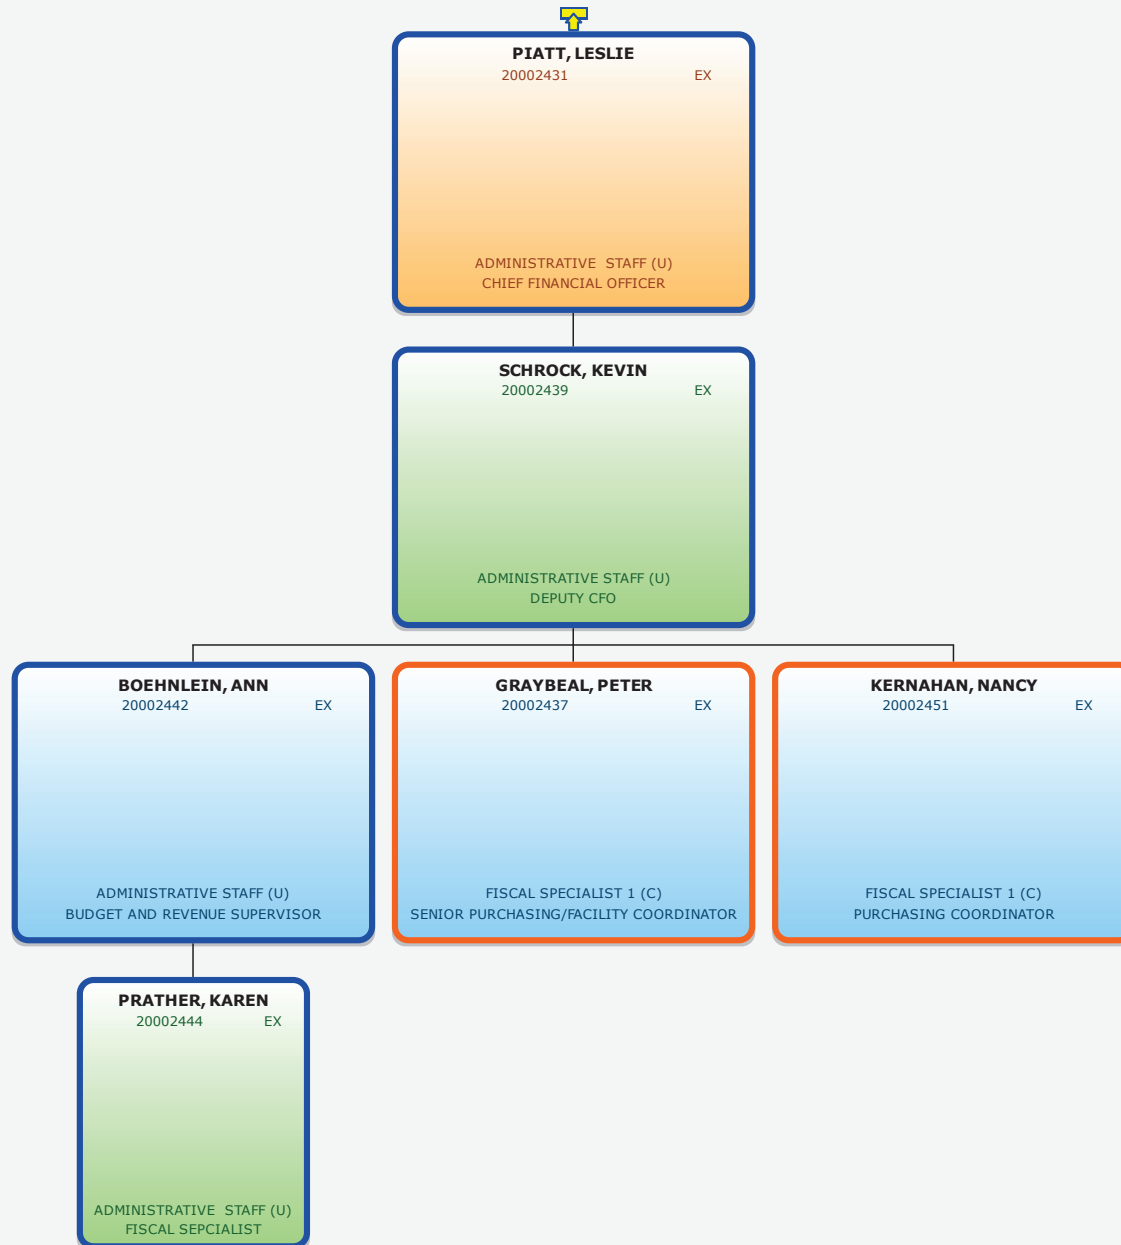 PIATT, LESLIE
20002431 EX
ADMINISTRATIVE  STAFF (U)
CHIEF FINANCIAL OFFICER
SCHROCK, KEVIN
20002439 EX
ADMINISTRATIVE STAFF (U)
DEPUTY CFO
BOEHNLEIN, ANN
20002442 EX
ADMINISTRATIVE STAFF (U)
BUDGET AND REVENUE SUPERVISOR
GRAYBEAL, PETER
20002437 EX
FISCAL SPECIALIST 1 (C)
SENIOR PURCHASING/FACILITY COORDINATOR
KERNAHAN, NANCY
20002451 EX
FISCAL SPECIALIST 1 (C)
PURCHASING COORDINATOR
PRATHER, KAREN
20002444 EX
ADMINISTRATIVE  STAFF (U)
FISCAL SEPCIALIST